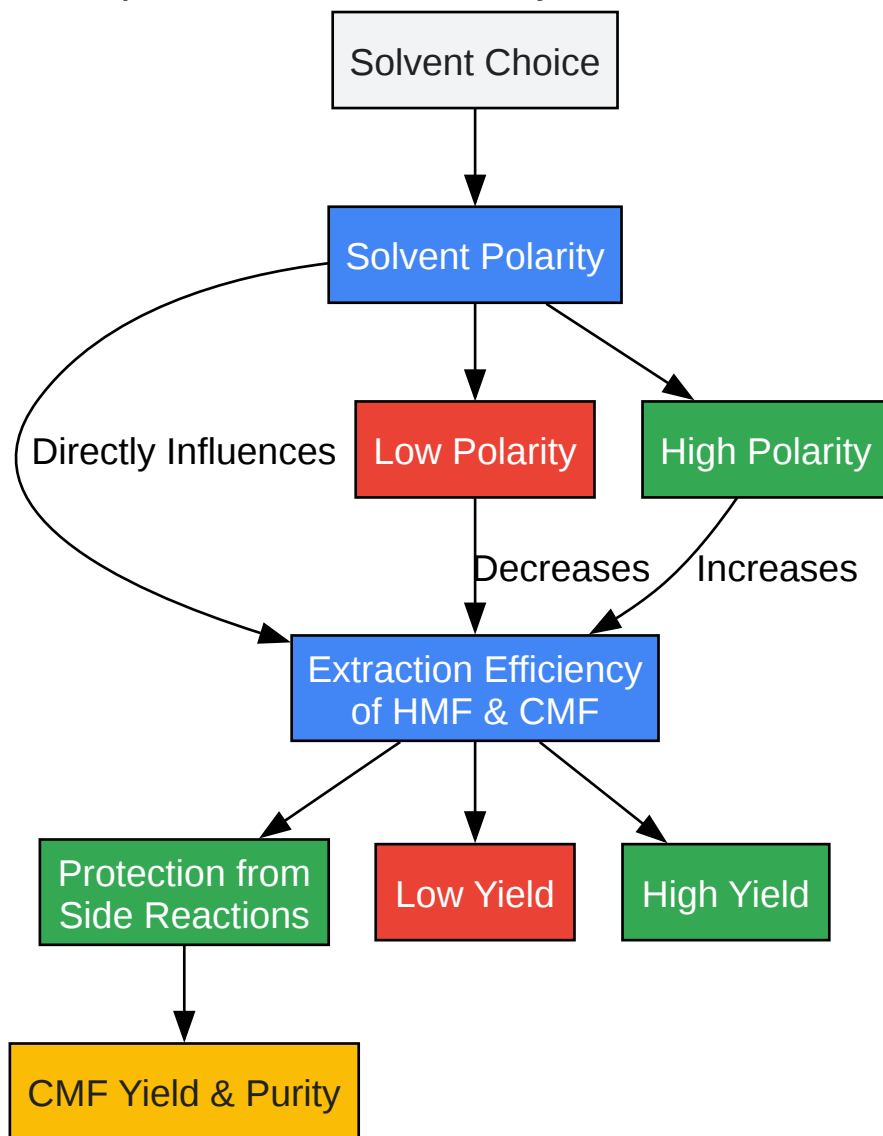 Solvent Choice
Solvent Polarity
Directly Influences
Low Polarity
High Polarity
Decreases
Increases
Extraction Efficiency
of HMF & CMF
Protection from
Side Reactions
Low Yield
High Yield
CMF Yield & Purity